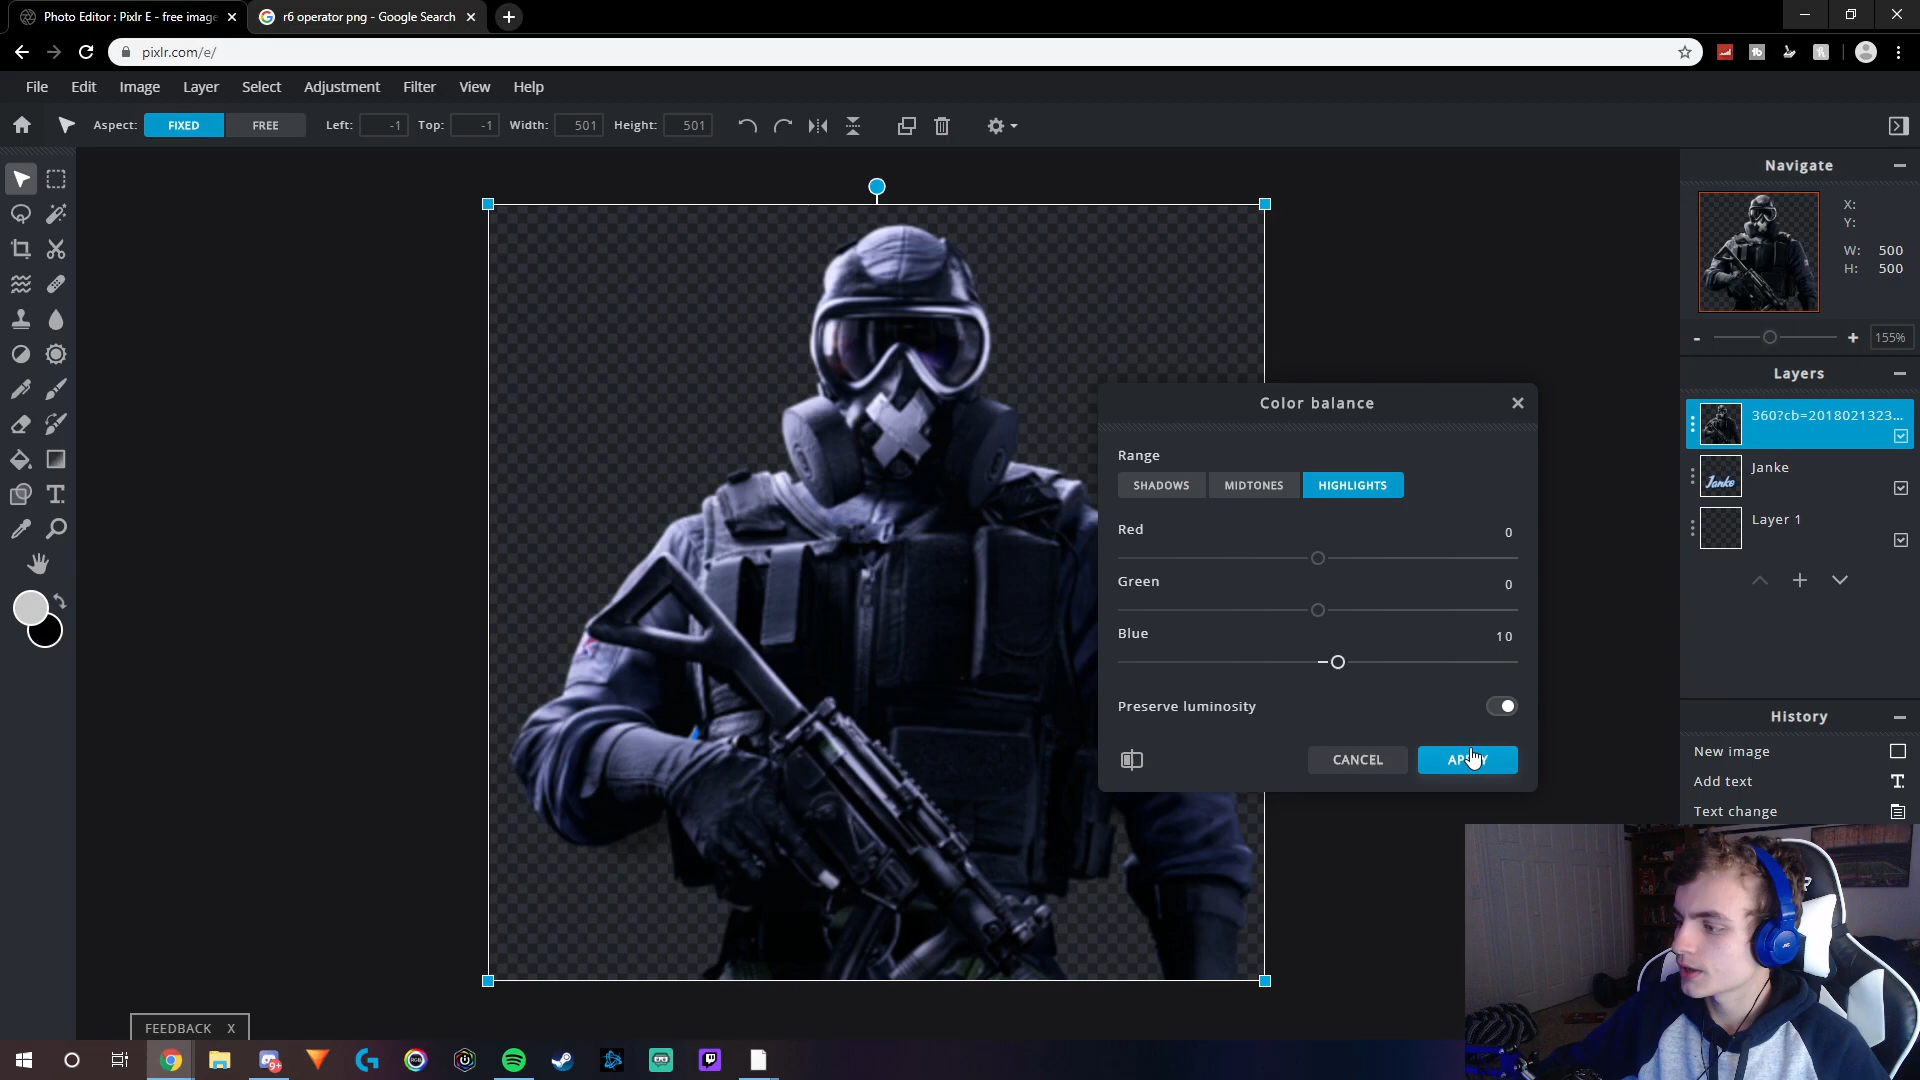 Photo Editor : Pixlr E - free image
r6 operator png - Google Search
pixlr.com/e/
File Edit Image Layer Select Adjustment Filter View Help
Aspect: FIXED FREE Left: -1 Top: -1 Width: 501 Height: 501
Navigate
X:
Y:
W: 500
H: 500
- + 155%
Layers
360?cb=2018021323...
Janke
Janke
Layer 1
Color balance
Range
SHADOWS MIDTONES HIGHLIGHTS
Red 0
Green 0
Blue 10
Preserve luminosity
CANCEL
History
New image
Add text
Text change
FEEDBACK X
9+